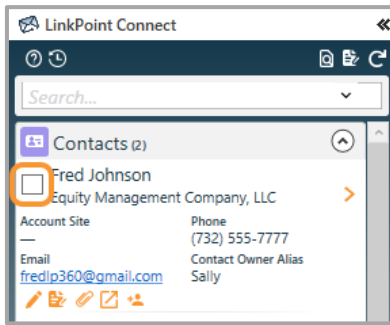 LinkPoint Connect
Search...
Contacts (2)
Fred Johnson
Equity Management Company, LLC
Account Site Phone
— (732) 555-7777
Email Contact Owner Alias
fredlp360@gmail.com Sally